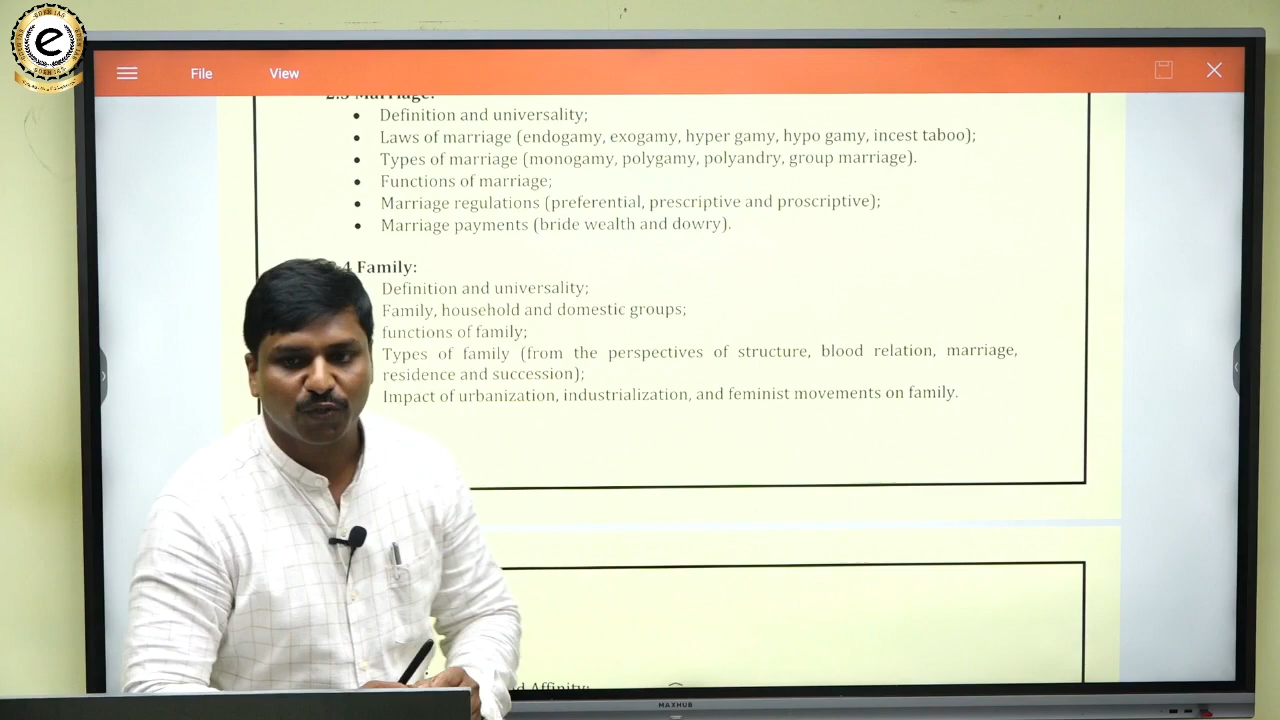 e
EDEN IAS
File
View
2.3 Marriage:
• Definition and universality;
• Laws of marriage (endogamy, exogamy, hyper gamy, hypo gamy, incest taboo);
• Types of marriage (monogamy, polygamy, polyandry, group marriage).
• Functions of marriage;
• Marriage regulations (preferential, prescriptive and proscriptive);
• Marriage payments (bride wealth and dowry).
4 Family:
Definition and universality;
Family, household and domestic groups;
functions of family;
Types of family (from the perspectives of structure, blood relation, marriage,
residence and succession);
Impact of urbanization, industrialization, and feminist movements on family.
d Affinity:
MAXHUB